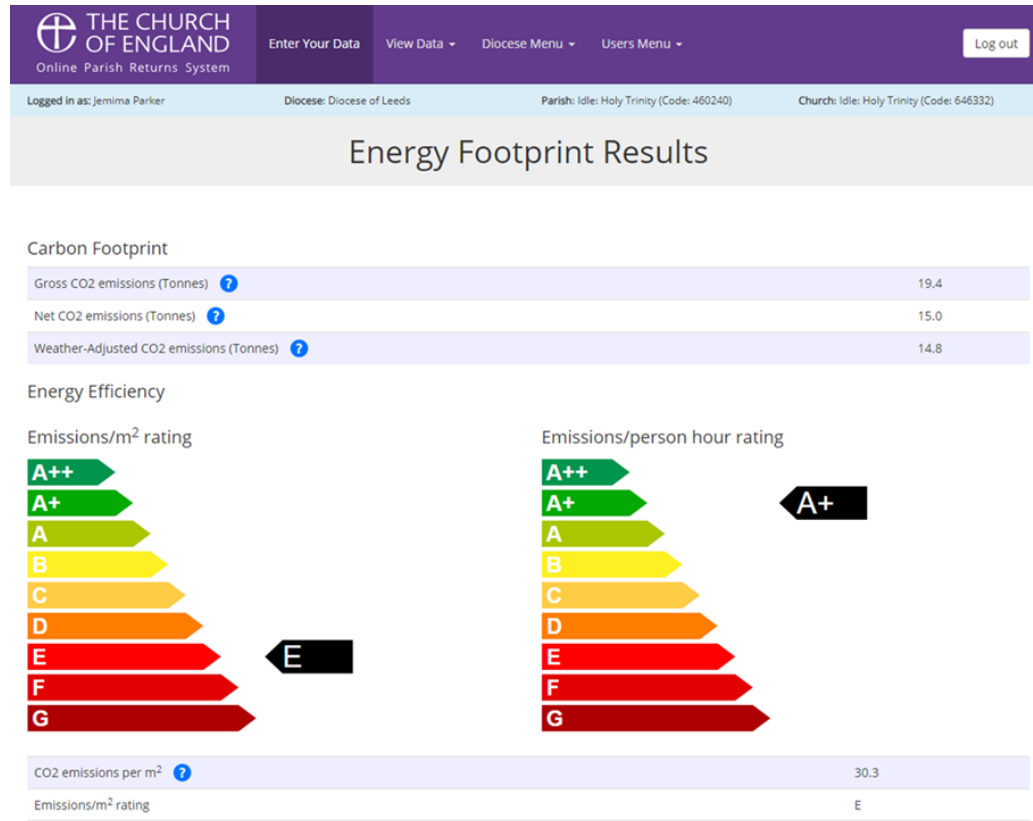 THE CHURCH
OF ENGLAND
Online Parish Returns System
Enter Your Data View Data Diocese Menu Users Menu Log out
Logged in as: Jemima Parker Diocese: Diocese of Leeds Parish: Idle: Holy Trinity (Code: 460240) Church: Idle: Holy Trinity (Code: 646332)
Energy Footprint Results
Carbon Footprint
Gross CO2 emissions (Tonnes) ? 19.4
Net CO2 emissions (Tonnes) ? 15.0
Weather-Adjusted CO2 emissions (Tonnes) ? 14.8
Energy Efficiency
Emissions/m² rating Emissions/person hour rating
A++ A++
A+ A+ A+
A A
B B
C C
D D
E E E
F F
G G
CO2 emissions per m² ? 30.3
Emissions/m² rating E